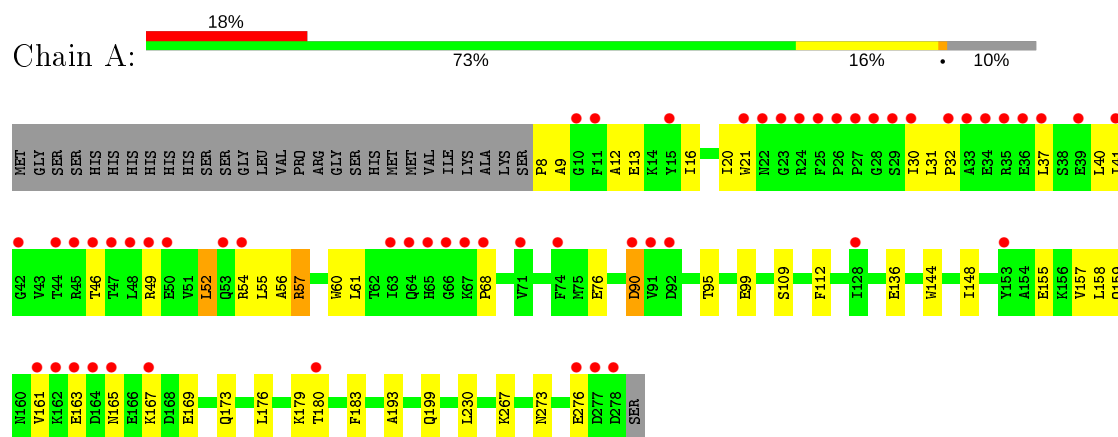 Chain A:
18%
73%
16%
•
10%
MET GLY SER SER HIS HIS HIS HIS HIS HIS SER SER GLY LEU VAL PRO ARG GLY SER HIS MET MET VAL ILE LYS ALA LYS SER P8 A9 G10 F11 A12 E13 K14 Y15 I16 I20 W21 N22 G23 R24 F25 P26 P27 G28 S29 I30 L31 P32 A33 E34 R35 E36 L37 S38 E39 L40
G42 V43 T44 R45 T46 T47 L48 R49 E50 V51 L52 Q53 R54 L55 A56 R57 W60 L61 T62 I63 Q64 H65 G66 K67 P68 V71 F74 M75 E76 D90 V91 D92 T95 E99 S109 F112 I128 E136 W144 I148 Y153 A154 E155 K156 V157 L158
N160 V161 K162 E163 D164 N165 E166 K167 D168 E169 Q173 L176 K179 T180 F183 A193 Q199 L230 K267 N273 E276 D277 D278 SER